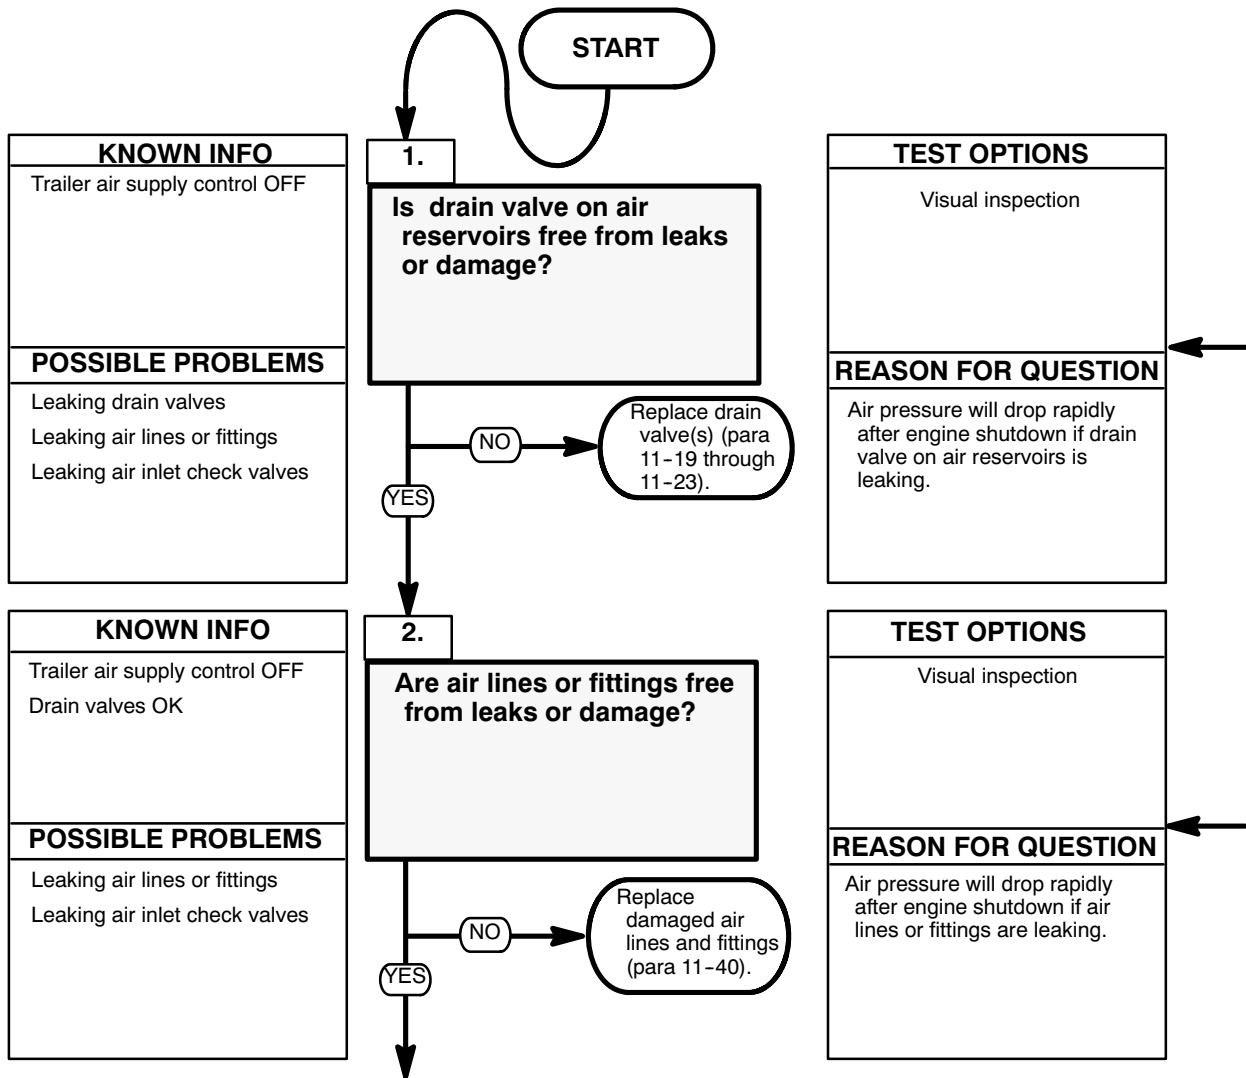 START
KNOWN INFO
Trailer air supply control OFF
POSSIBLE PROBLEMS
Leaking drain valves
Leaking air lines or fittings
Leaking air inlet check valves
1.
Is drain valve on air
reservoirs free from leaks
or damage?
NO
Replace drain
valve(s) (para
11-19 through
11-23).
YES
TEST OPTIONS
Visual inspection
REASON FOR QUESTION
Air pressure will drop rapidly
after engine shutdown if drain
valve on air reservoirs is
leaking.
KNOWN INFO
Trailer air supply control OFF
Drain valves OK
POSSIBLE PROBLEMS
Leaking air lines or fittings
Leaking air inlet check valves
2.
Are air lines or fittings free
from leaks or damage?
NO
Replace
damaged air
lines and fittings
(para 11-40).
YES
TEST OPTIONS
Visual inspection
REASON FOR QUESTION
Air pressure will drop rapidly
after engine shutdown if air
lines or fittings are leaking.